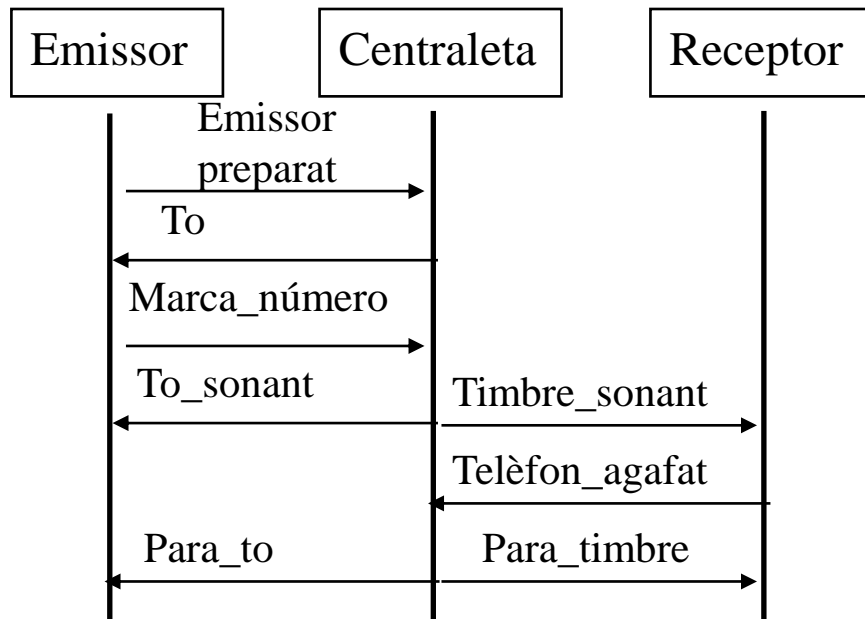 Emissor
Centraleta
Receptor
Emissor
preparat
To
Marca_número
To_sonant
Timbre_sonant
Telèfon_agafat
Para_to
Para_timbre